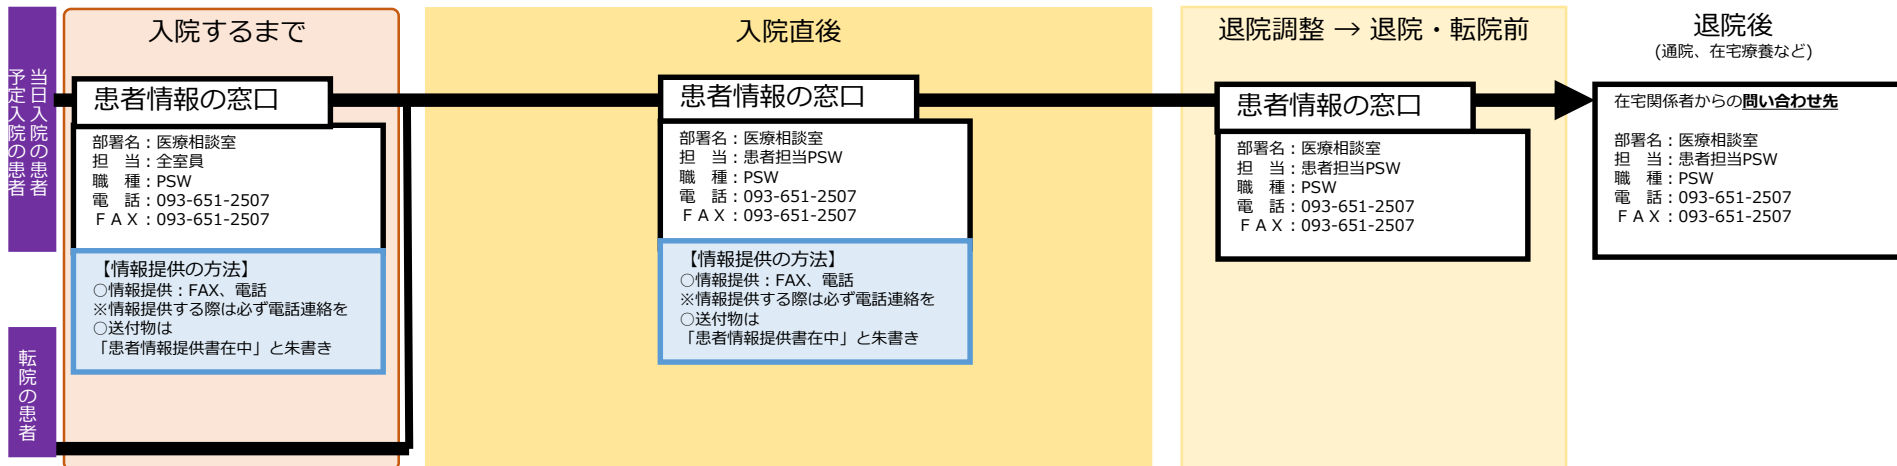 当日入院の患者
予定入院の患者
転院の患者
入院するまで
患者情報の窓口
部署名：医療相談室
担　当：全室員
職　種：PSW
電　話：093-651-2507
ＦＡＸ：093-651-2507
【情報提供の方法】
○情報提供：FAX、電話
※情報提供する際は必ず電話連絡を
○送付物は
「患者情報提供書在中」と朱書き
入院直後
患者情報の窓口
部署名：医療相談室
担　当：患者担当PSW
職　種：PSW
電　話：093-651-2507
ＦＡＸ：093-651-2507
【情報提供の方法】
○情報提供：FAX、電話
※情報提供する際は必ず電話連絡を
○送付物は
「患者情報提供書在中」と朱書き
退院調整 → 退院・転院前
患者情報の窓口
部署名：医療相談室
担　当：患者担当PSW
職　種：PSW
電　話：093-651-2507
ＦＡＸ：093-651-2507
退院後
(通院、在宅療養など)
在宅関係者からの問い合わせ先
部署名：医療相談室
担　当：患者担当PSW
職　種：PSW
電　話：093-651-2507
ＦＡＸ：093-651-2507